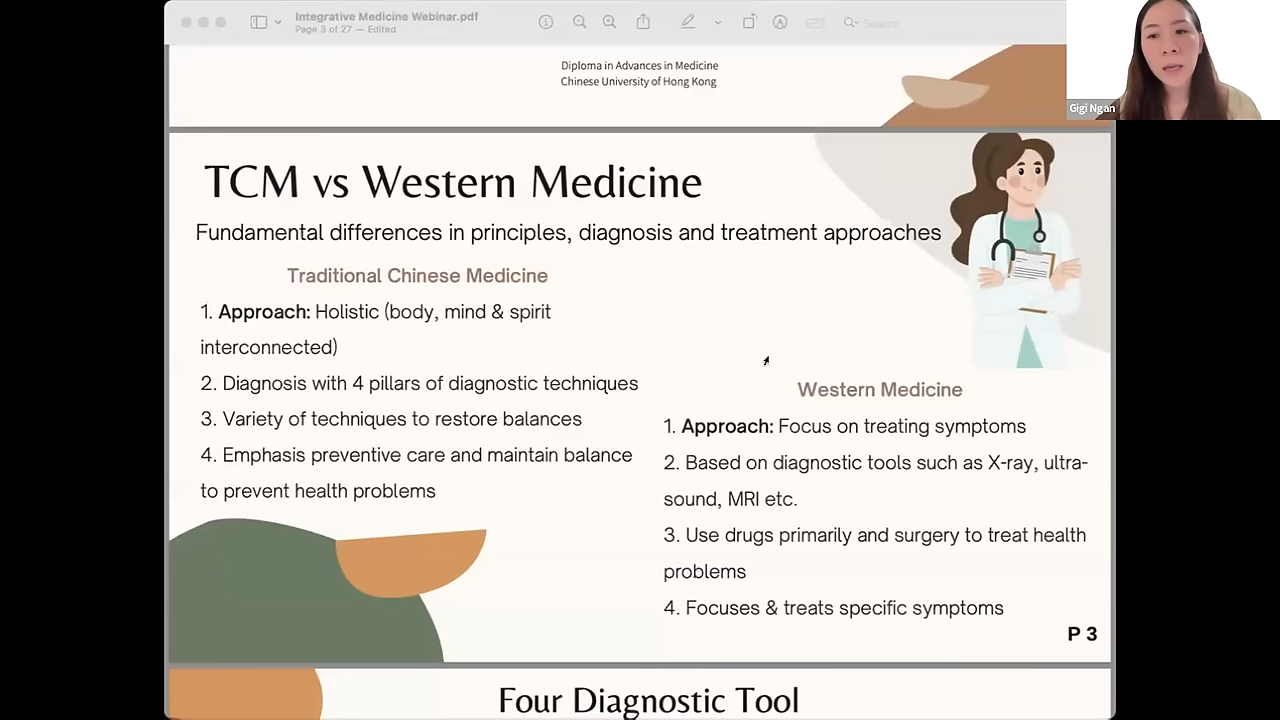 Integrative Medicine Webinar.pdf
Page 3 of 27 — Edited
Search
Gigi Ngan
Diploma in Advances in Medicine
Chinese University of Hong Kong
TCM vs Western Medicine
Fundamental differences in principles, diagnosis and treatment approaches
Traditional Chinese Medicine
1. Approach: Holistic (body, mind & spirit
interconnected)
2. Diagnosis with 4 pillars of diagnostic techniques
3. Variety of techniques to restore balances
4. Emphasis preventive care and maintain balance
to prevent health problems
Western Medicine
1. Approach: Focus on treating symptoms
2. Based on diagnostic tools such as X-ray, ultra-
sound, MRI etc.
3. Use drugs primarily and surgery to treat health
problems
4. Focuses & treats specific symptoms
P 3
Four Diagnostic Tool